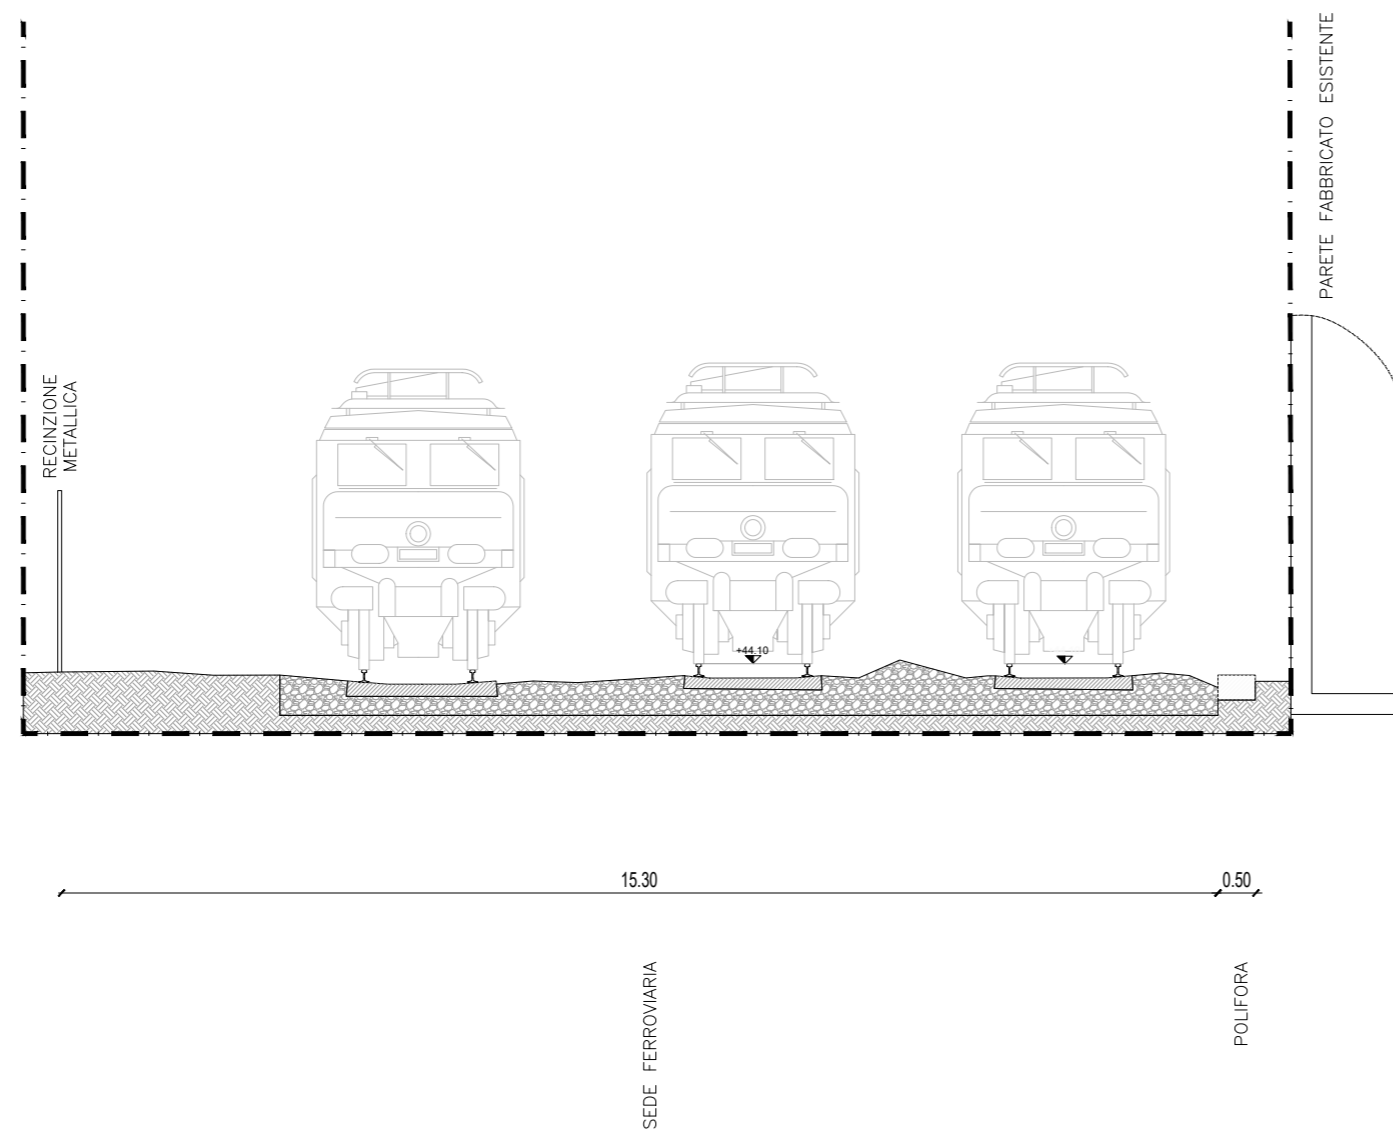 PARETE FABBRICATO ESISTENTE
RECINZIONE
METALLICA
+44.10
15.30
0.50
SEDE FERROVIARIA
POLIFORA